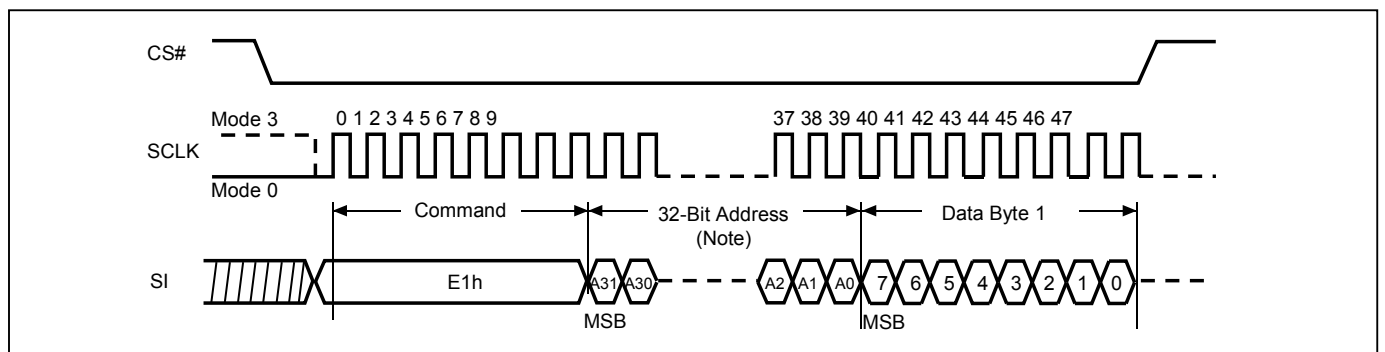 CS#
Mode 3
0 1 2 3 4 5 6 7 8 9
37 38 39 40 41 42 43 44 45 46 47
SCLK
Mode 0
Command
32-Bit Address
(Note)
Data Byte 1
SI
E1h
A31 A30
A2 A1 A0
7 6 5 4 3 2 1 0
MSB
MSB